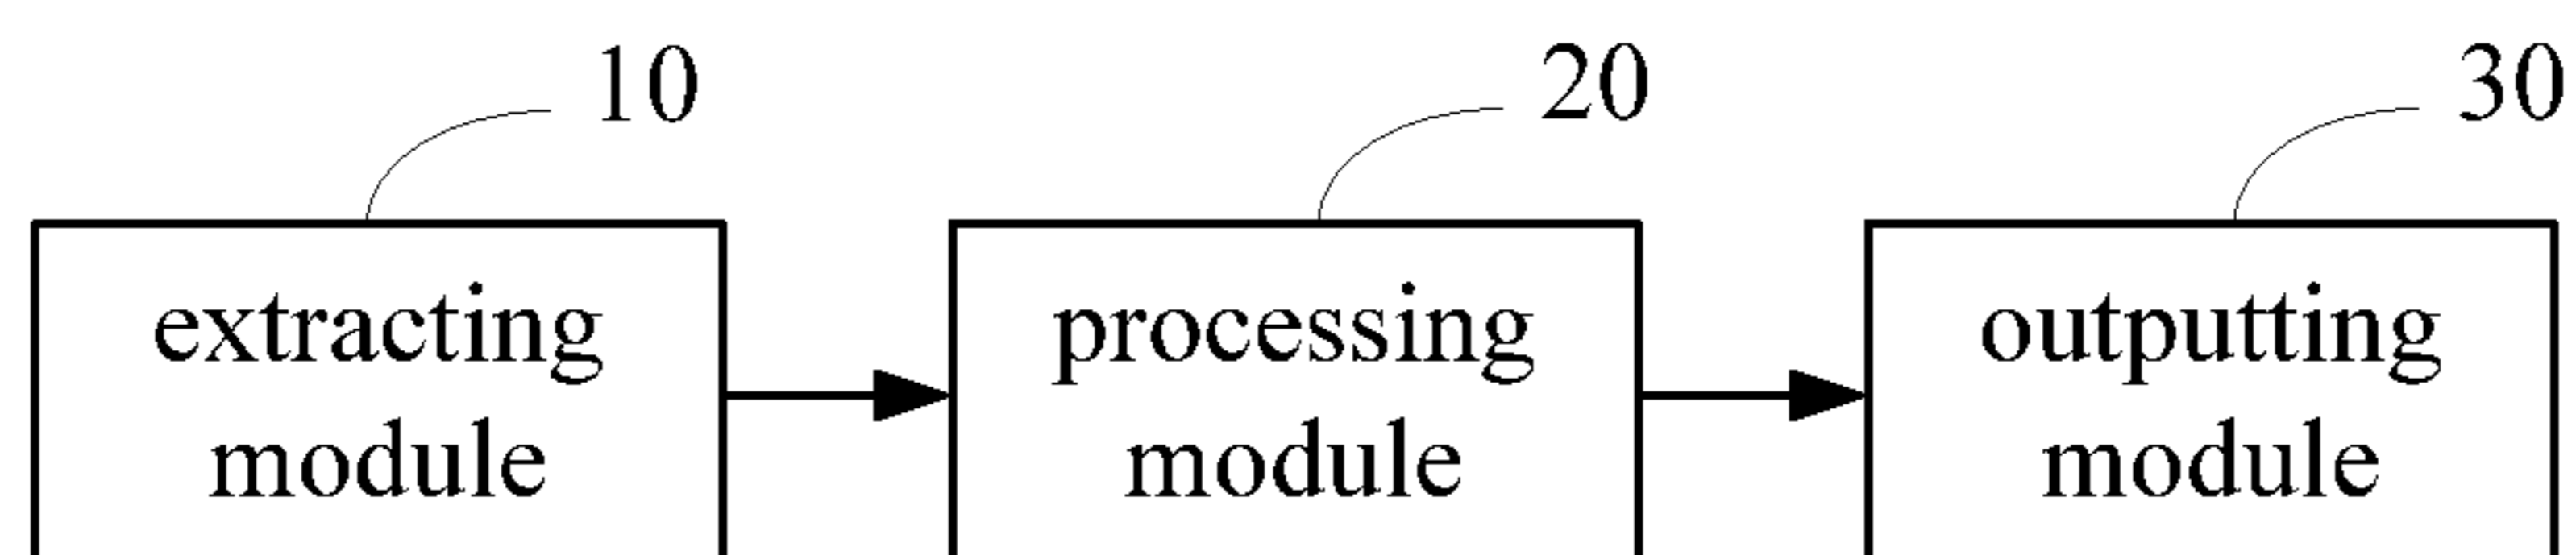 10
20
30
extracting
module
processing
module
outputting
module